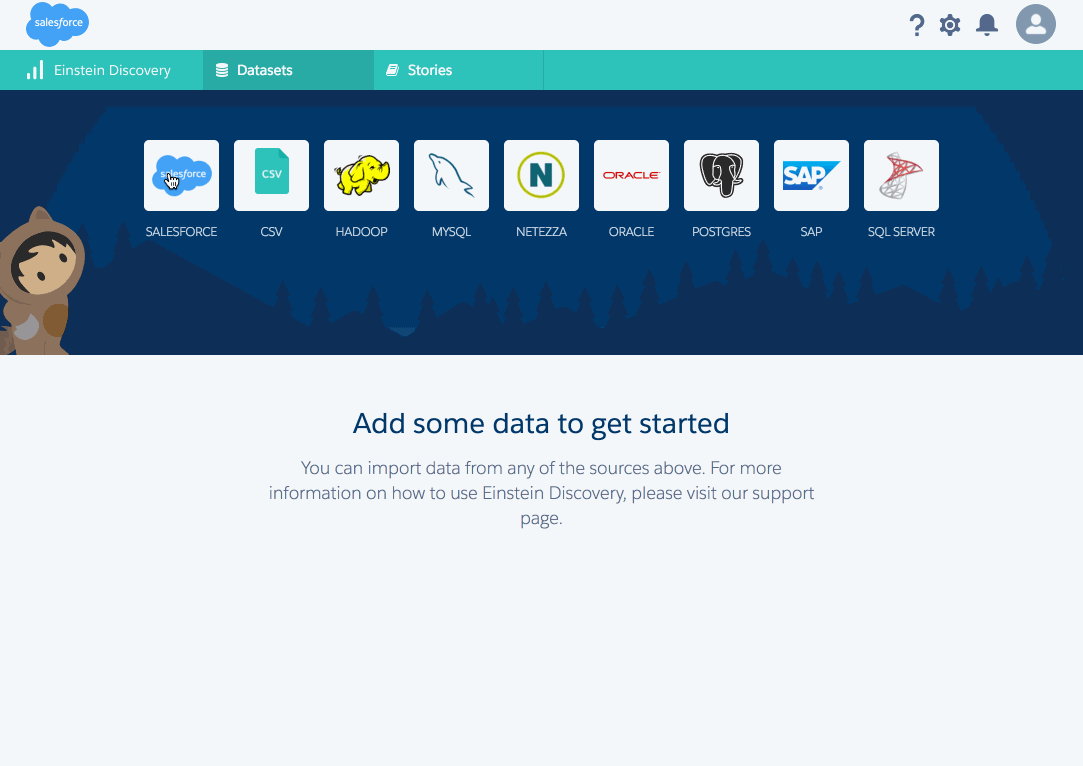 salesforce
Einstein Discovery
Datasets
Stories
salesforce
CSV
N
ORACLE
SAP
SALESFORCE
CSV
HADOOP
MYSQL
NETEZZA
ORACLE
POSTGRES
SAP
SQL SERVER
Add some data to get started
You can import data from any of the sources above. For more
information on how to use Einstein Discovery, please visit our support
page.